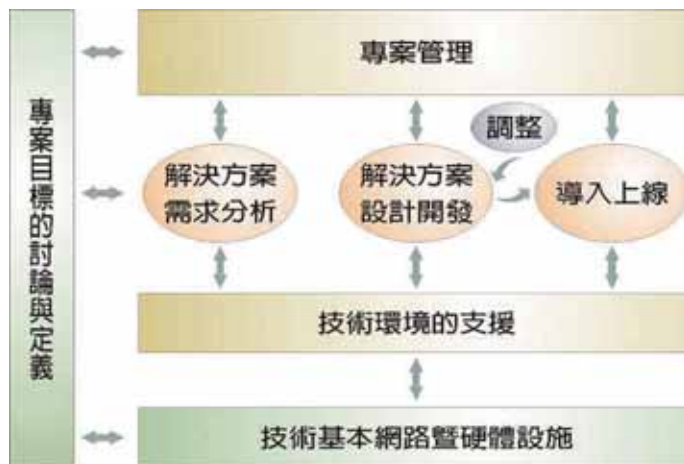 專案目標的討論與定義
專案管理
調整
解決方案
需求分析
解決方案
設計開發
導入上線
技術環境的支援
技術基本網路暨硬體設施